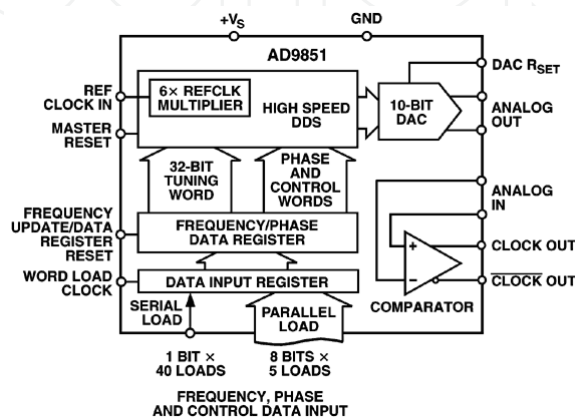 +VS
GND
AD9851
REF
CLOCK IN
6× REFCLK
MULTIPLIER
HIGH SPEED
DDS
10-BIT
DAC
DAC RSET
ANALOG
OUT
MASTER
RESET
32-BIT
TUNING
WORD
PHASE
AND
CONTROL
WORDS
ANALOG
IN
FREQUENCY
UPDATE/DATA
REGISTER
RESET
FREQUENCY/PHASE
DATA REGISTER
+
CLOCK OUT
WORD LOAD
CLOCK
DATA INPUT REGISTER
–
CLOCK OUT
COMPARATOR
SERIAL
LOAD
PARALLEL
LOAD
1 BIT ×
40 LOADS
8 BITS ×
5 LOADS
FREQUENCY, PHASE
AND CONTROL DATA INPUT